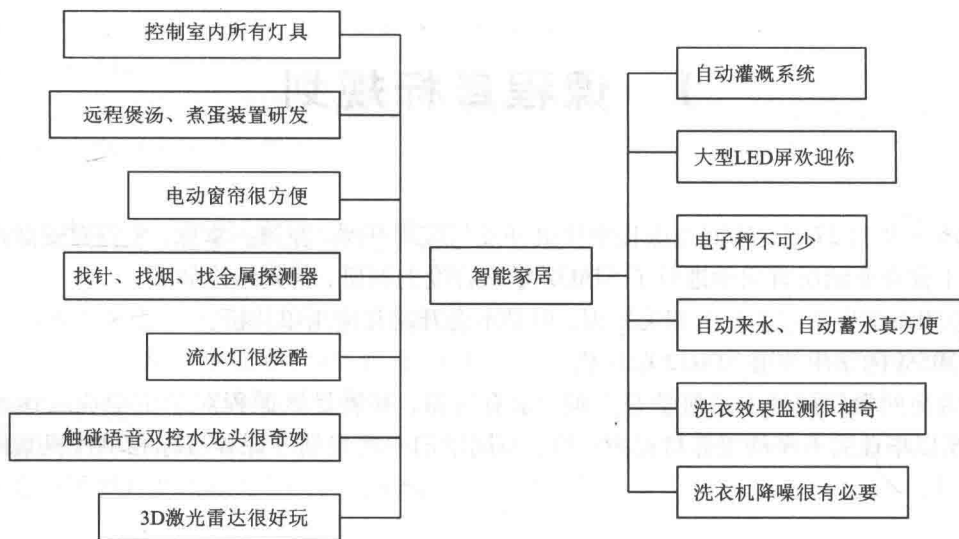 控制室内所有灯具
远程煲汤、煮蛋装置研发
电动窗帘很方便
找针、找烟、找金属探测器
流水灯很炫酷
触碰语音双控水龙头很奇妙
3D激光雷达很好玩
智能家居
自动灌溉系统
大型LED屏欢迎你
电子秤不可少
自动来水、自动蓄水真方便
洗衣效果监测很神奇
洗衣机降噪很有必要